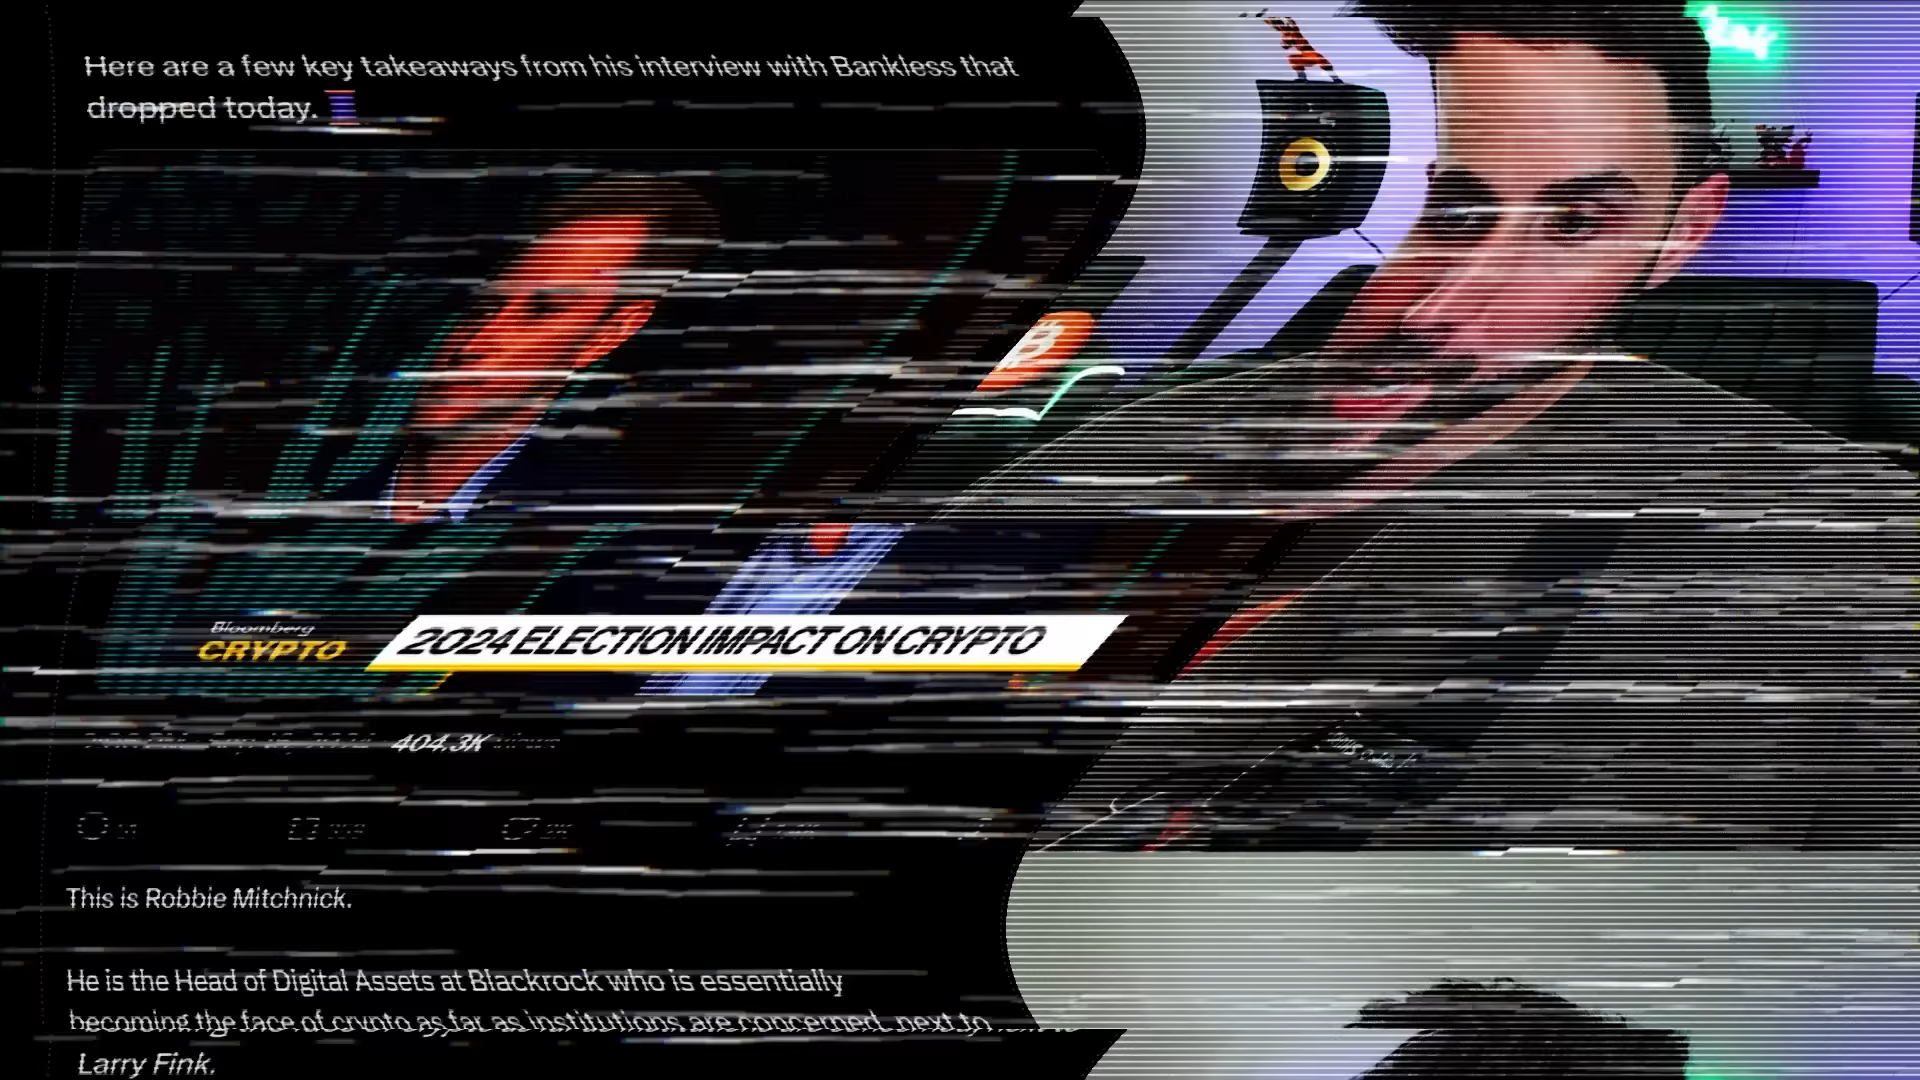 Here are a few key takeaways from his interview with Bankless that
dropped today.
Bloomberg
CRYPTO
2024 ELECTION IMPACT ON CRYPTO
404.3K views
This is Robbie Mitchnick.
He is the Head of Digital Assets at Blackrock who is essentially
becoming the face of crypto as far as institutions are concerned, next to
Larry Fink.